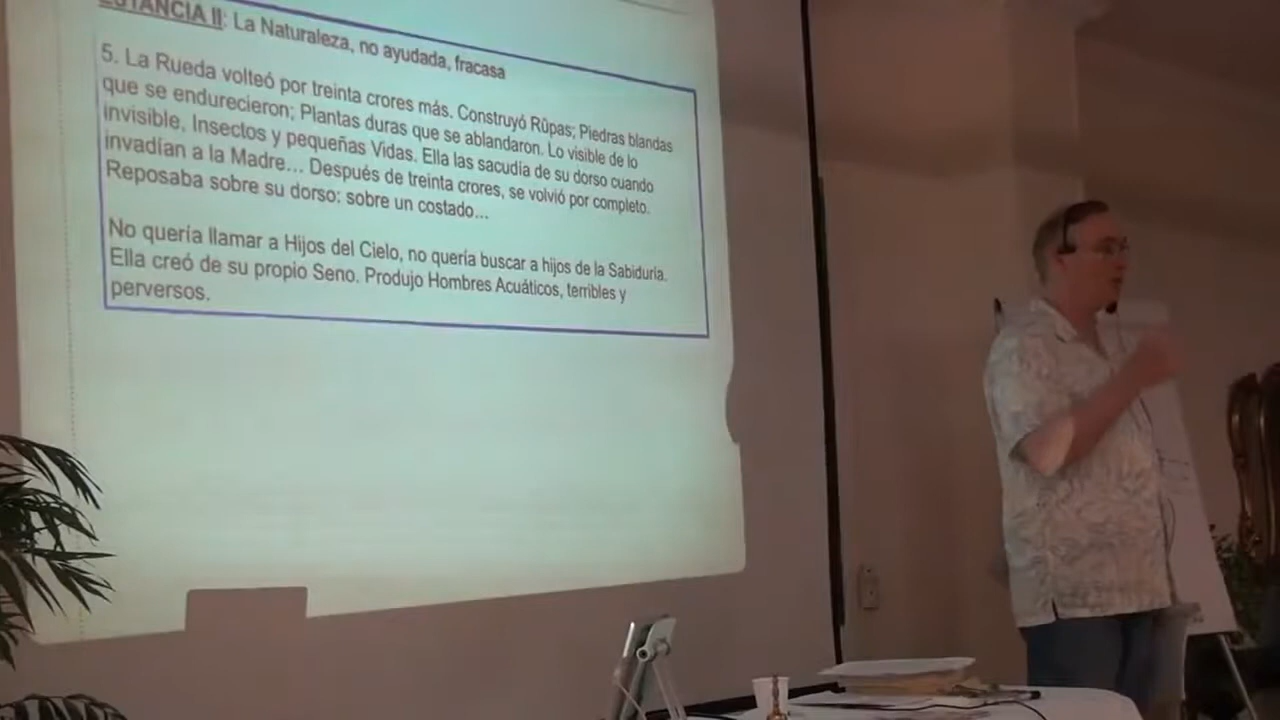 ESTANCIA II: La Naturaleza, no ayudada, fracasa
5. La Rueda volteó por treinta crores más. Construyó Rûpas; Piedras blandas
que se endurecieron; Plantas duras que se ablandaron. Lo visible de lo
invisible, Insectos y pequeñas Vidas. Ella las sacudía de su dorso cuando
invadían a la Madre... Después de treinta crores, se volvió por completo.
Reposaba sobre su dorso; sobre un costado...
No quería llamar a Hijos del Cielo, no quería buscar a hijos de la Sabiduría.
Ella creó de su propio Seno. Produjo Hombres Acuáticos, terribles y
perversos.